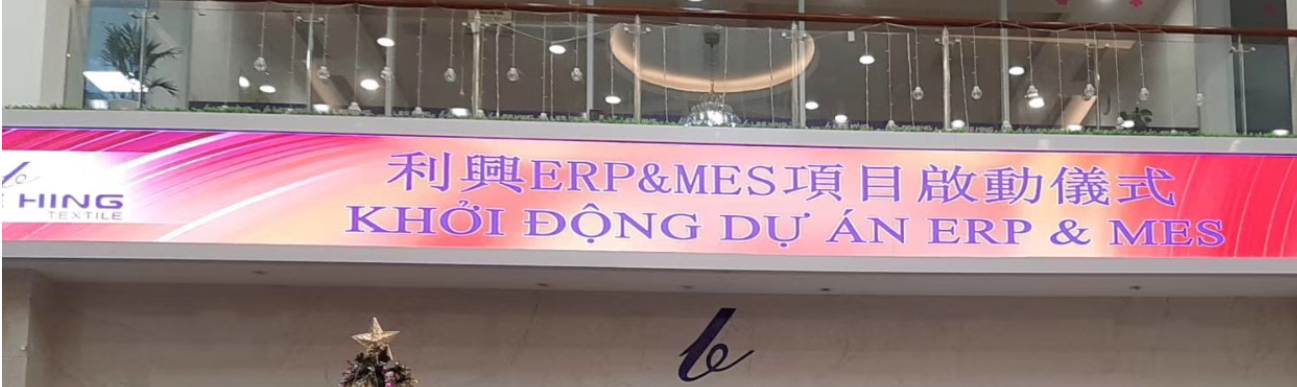 HING
TEXTILE
利興ERP&MES項目啟動儀式
KHỞI ĐỘNG DỰ ÁN ERP & MES